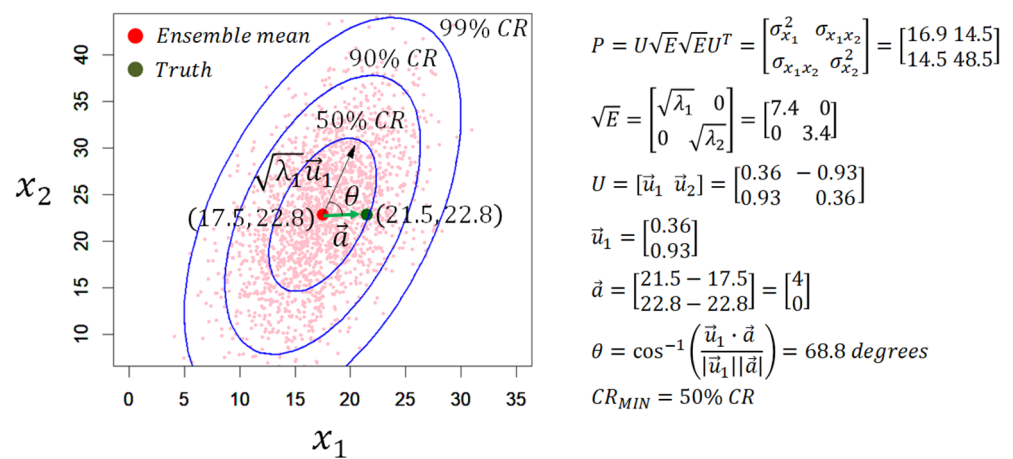 99% CR
90% CR
50% CR
Ensemble mean
Truth
√λ₁ u⃗₁
θ
(17.5, 22.8)
(21.5, 22.8)
a⃗
x₂
40
35
30
25
20
15
10
0 5 10 15 20 25 30 35
x₁
P = U√E√EUᵀ = [σ²ₓ₁ σₓ₁ₓ₂; σₓ₁ₓ₂ σ²ₓ₂] = [16.9 14.5; 14.5 48.5]
√E = [√λ₁ 0; 0 √λ₂] = [7.4 0; 0 3.4]
U = [u⃗₁ u⃗₂] = [0.36 − 0.93; 0.93 0.36]
u⃗₁ = [0.36; 0.93]
a⃗ = [21.5 − 17.5; 22.8 − 22.8] = [4; 0]
θ = cos⁻¹(u⃗₁ · a⃗ / |u⃗₁||a⃗|) = 68.8 degrees
CR_MIN = 50% CR